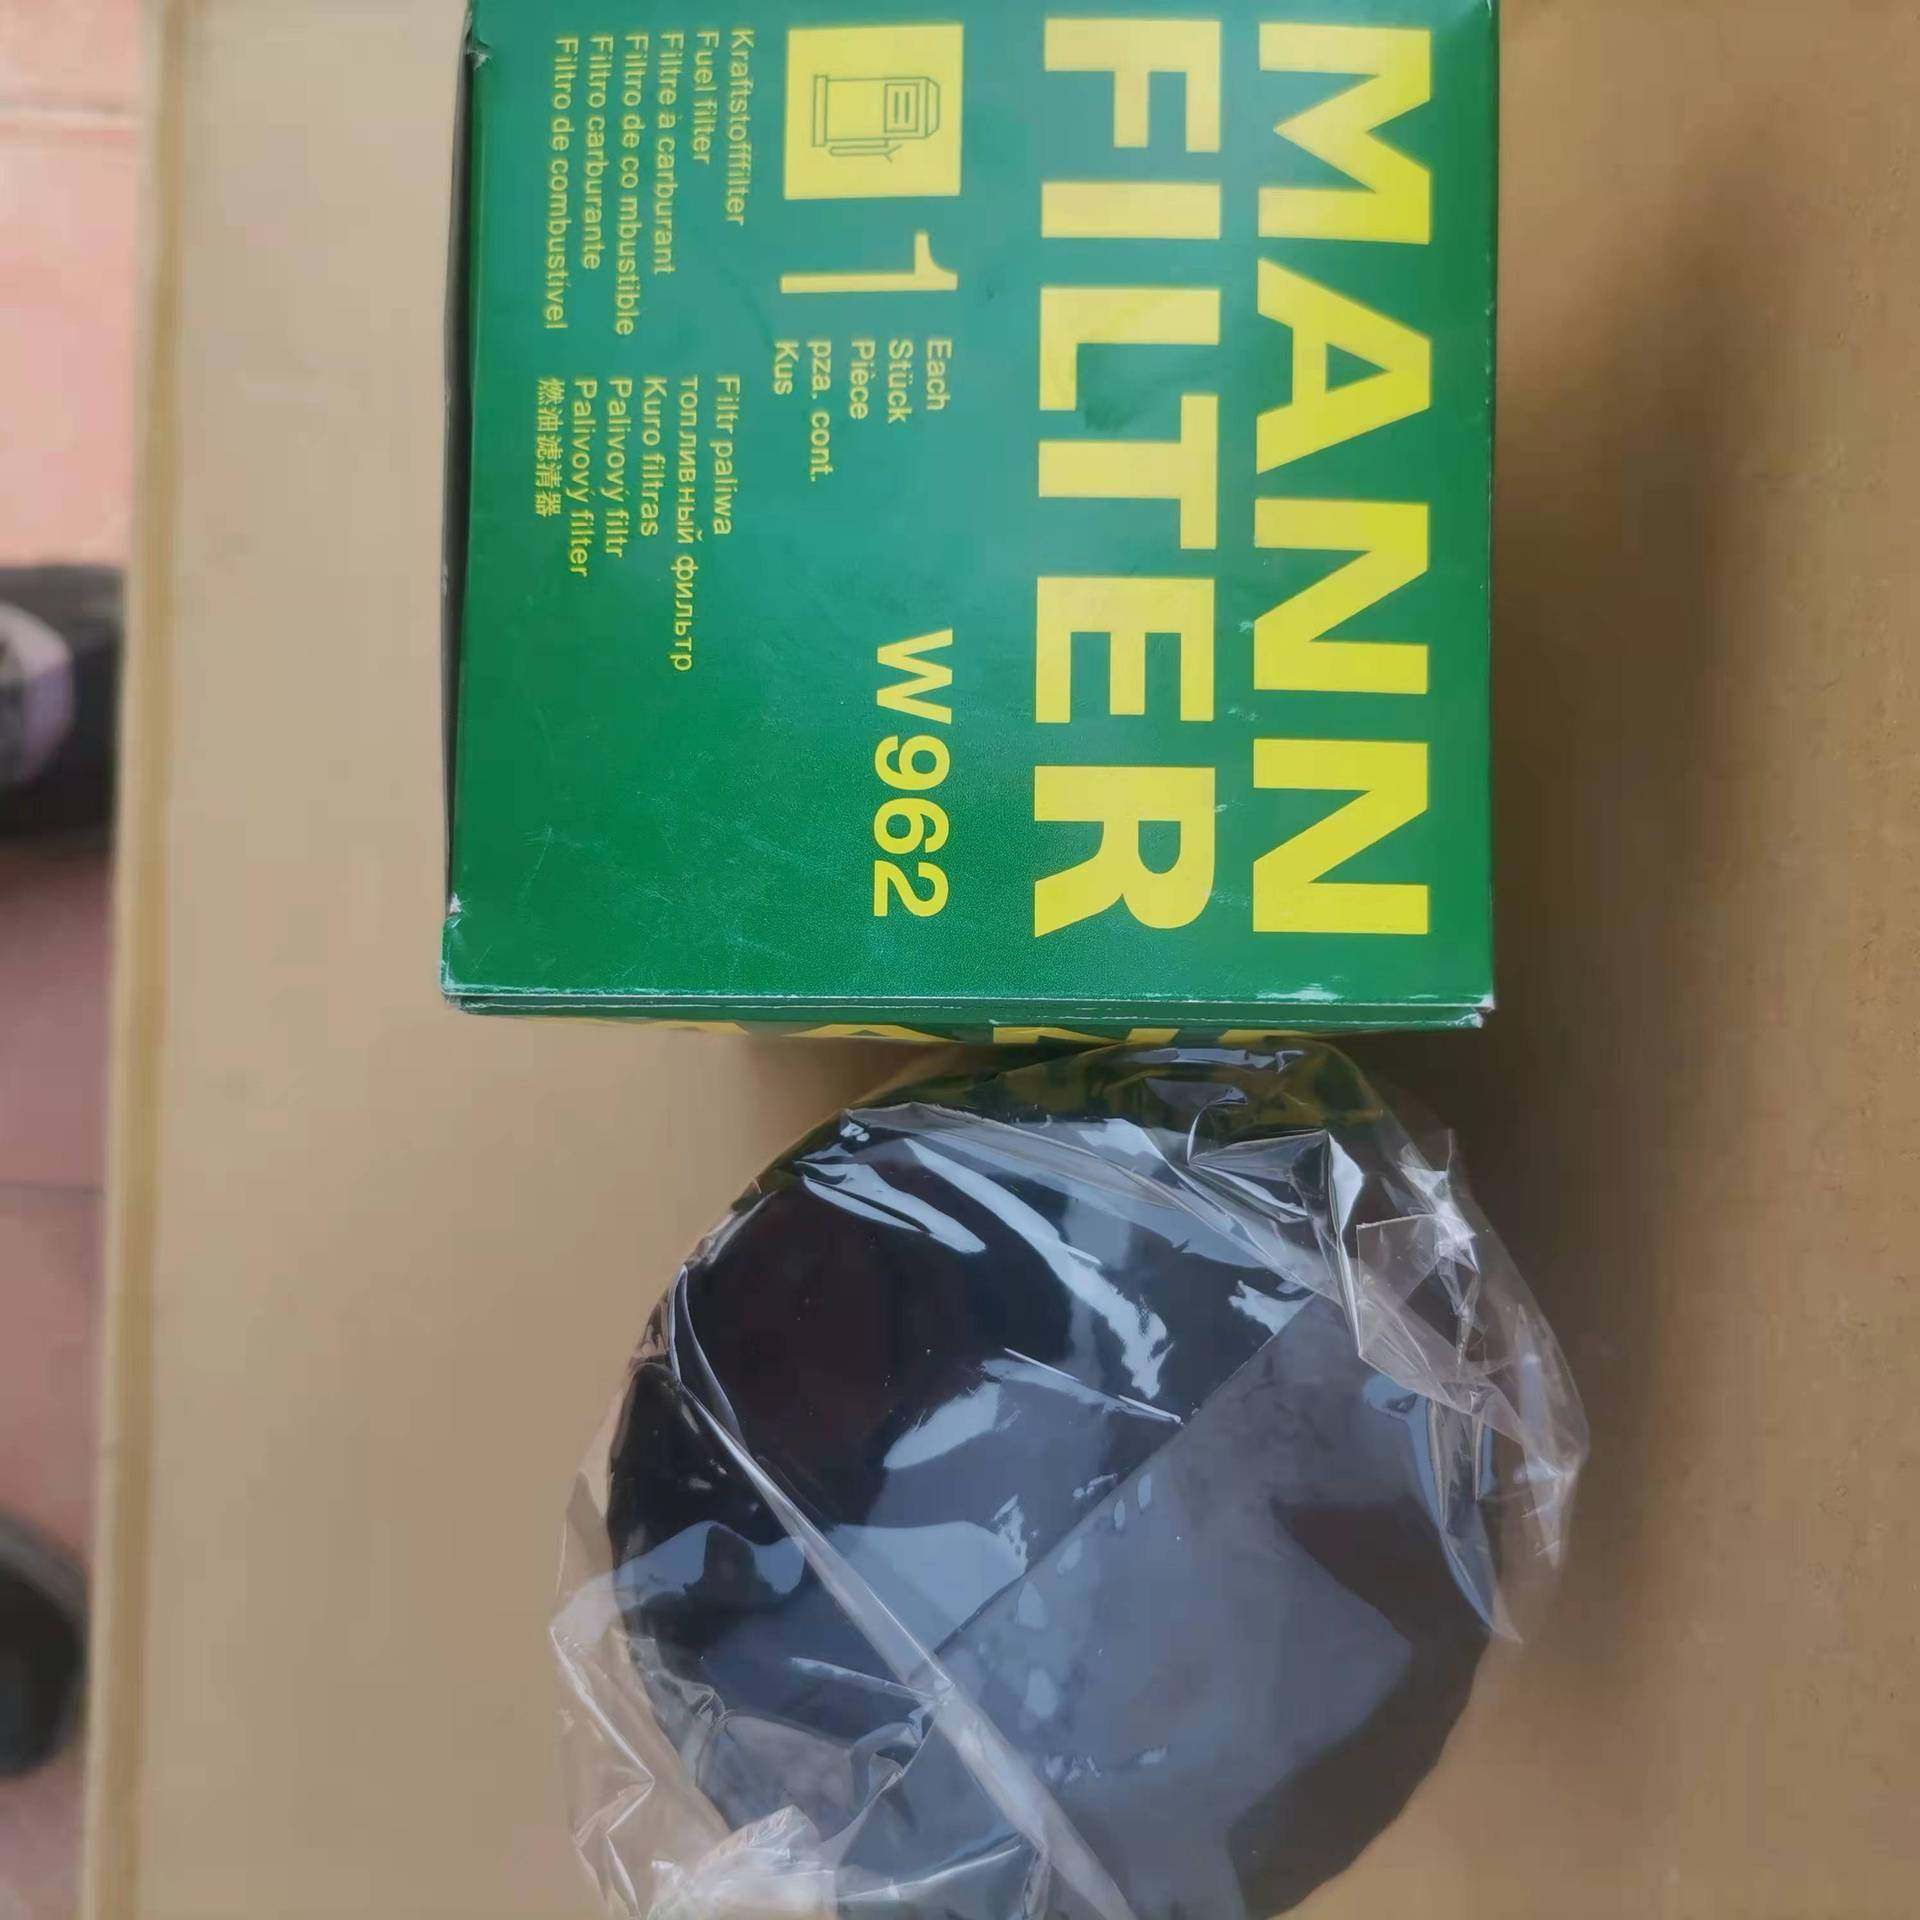 MANN
FILTER
W962
1
Each
Stück
Pièce
pza. cont.
Kus
Kraftstofffilter
Fuel filter
Filtre à carburant
Filtro de co mbustible
Filtro carburante
Filtro de combustível
Filtr paliwa
топливный фильтр
Kuro filtras
Palivový filtr
Palivový filter
燃油滤清器